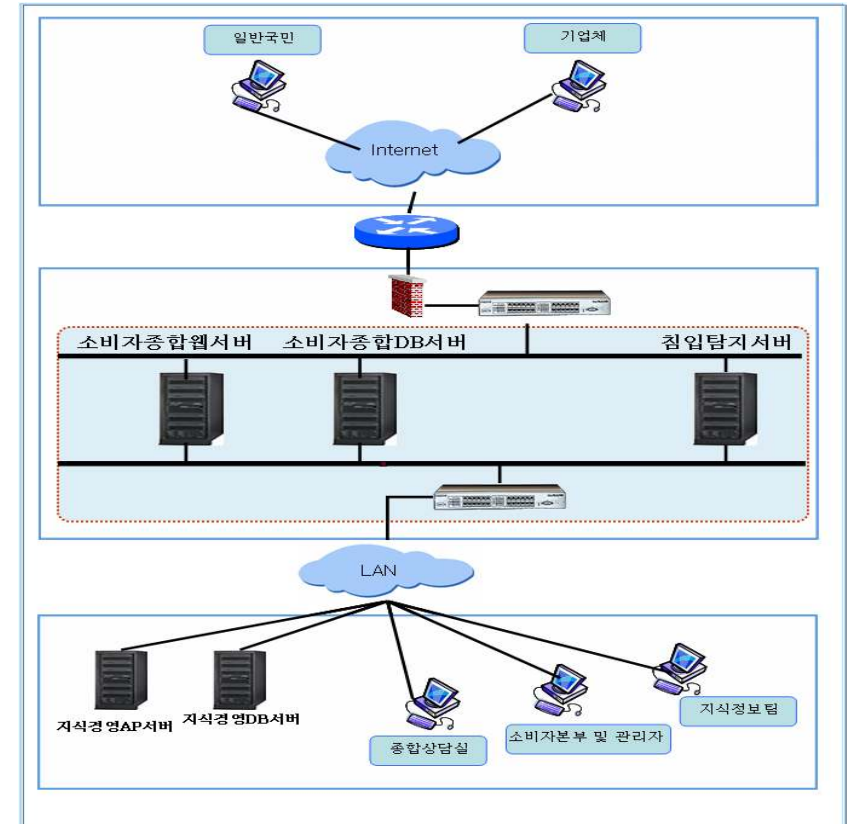 일반국민
기업체
Internet
소비자종합웹서버
소비자종합DB서버
침입탐지서버
LAN
지식경영AP서버
지식경영DB서버
종합상담실
소비자본부 및 관리자
지식정보팀